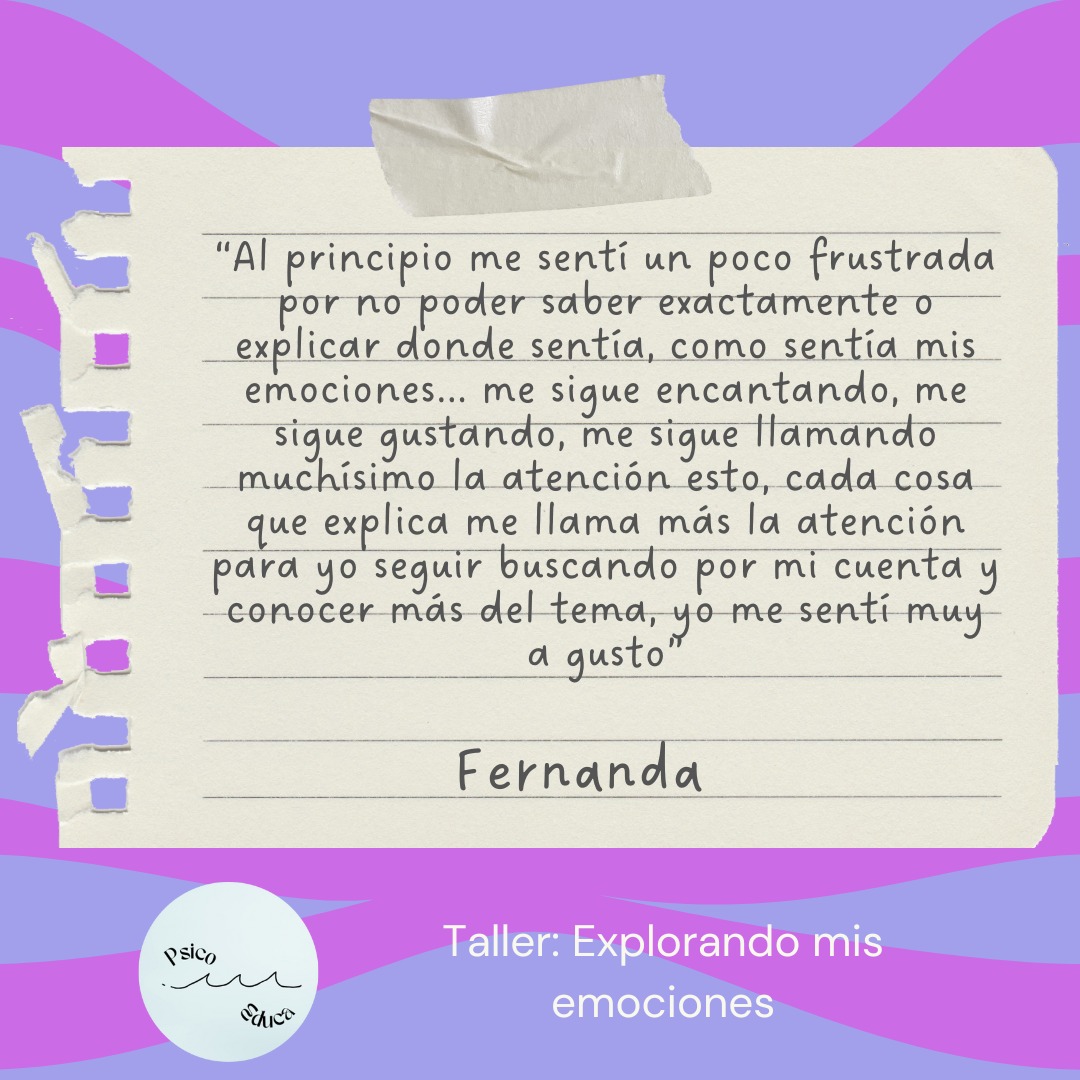 “Al principio me sentí un poco frustrada
por no poder saber exactamente o
explicar donde sentía, como sentía mis
emociones... me sigue encantando, me
sigue gustando, me sigue llamando
muchísimo la atención esto, cada cosa
que explica me llama más la atención
para yo seguir buscando por mi cuenta y
conocer más del tema, yo me sentí muy
a gusto”
Fernanda
Psico
Educa
Taller: Explorando mis
emociones